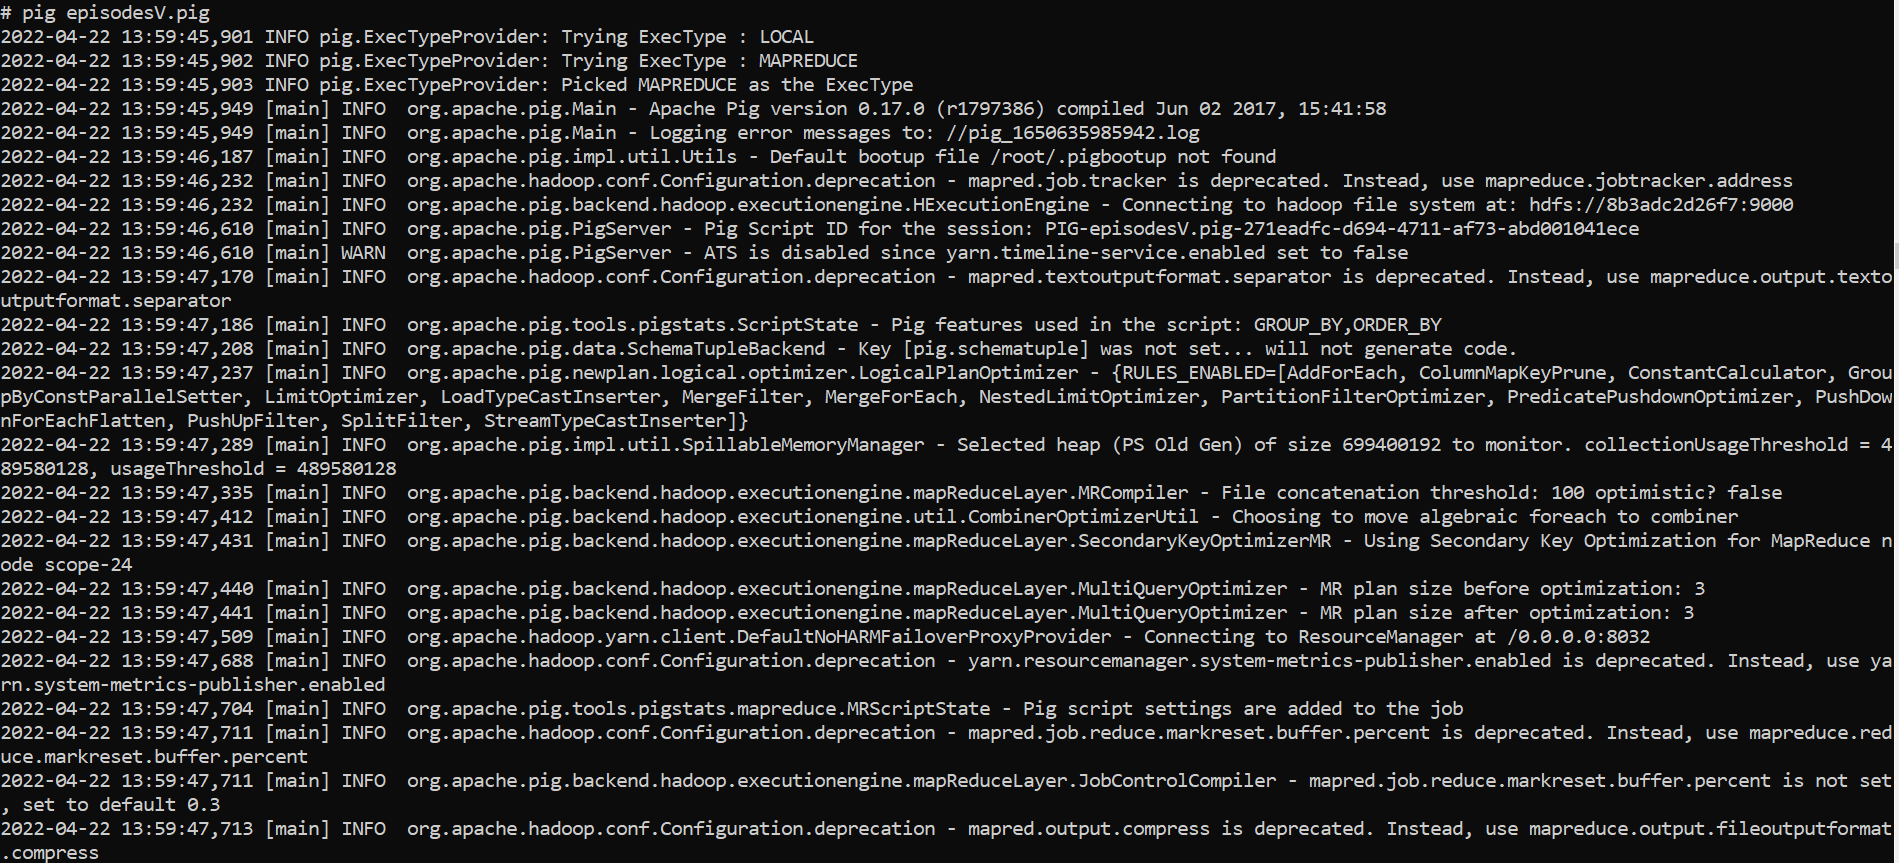 # pig episodesV.pig
2022-04-22 13:59:45,901 INFO pig.ExecTypeProvider: Trying ExecType : LOCAL
2022-04-22 13:59:45,902 INFO pig.ExecTypeProvider: Trying ExecType : MAPREDUCE
2022-04-22 13:59:45,903 INFO pig.ExecTypeProvider: Picked MAPREDUCE as the ExecType
2022-04-22 13:59:45,949 [main] INFO  org.apache.pig.Main - Apache Pig version 0.17.0 (r1797386) compiled Jun 02 2017, 15:41:58
2022-04-22 13:59:45,949 [main] INFO  org.apache.pig.Main - Logging error messages to: //pig_1650635985942.log
2022-04-22 13:59:46,187 [main] INFO  org.apache.pig.impl.util.Utils - Default bootup file /root/.pigbootup not found
2022-04-22 13:59:46,232 [main] INFO  org.apache.hadoop.conf.Configuration.deprecation - mapred.job.tracker is deprecated. Instead, use mapreduce.jobtracker.address
2022-04-22 13:59:46,232 [main] INFO  org.apache.pig.backend.hadoop.executionengine.HExecutionEngine - Connecting to hadoop file system at: hdfs://8b3adc2d26f7:9000
2022-04-22 13:59:46,610 [main] INFO  org.apache.pig.PigServer - Pig Script ID for the session: PIG-episodesV.pig-271eadfc-d694-4711-af73-abd001041ece
2022-04-22 13:59:46,610 [main] WARN  org.apache.pig.PigServer - ATS is disabled since yarn.timeline-service.enabled set to false
2022-04-22 13:59:47,170 [main] INFO  org.apache.hadoop.conf.Configuration.deprecation - mapred.textoutputformat.separator is deprecated. Instead, use mapreduce.output.texto
utputformat.separator
2022-04-22 13:59:47,186 [main] INFO  org.apache.pig.tools.pigstats.ScriptState - Pig features used in the script: GROUP_BY,ORDER_BY
2022-04-22 13:59:47,208 [main] INFO  org.apache.pig.data.SchemaTupleBackend - Key [pig.schematuple] was not set... will not generate code.
2022-04-22 13:59:47,237 [main] INFO  org.apache.pig.newplan.logical.optimizer.LogicalPlanOptimizer - {RULES_ENABLED=[AddForEach, ColumnMapKeyPrune, ConstantCalculator, Grou
pByConstParallelSetter, LimitOptimizer, LoadTypeCastInserter, MergeFilter, MergeForEach, NestedLimitOptimizer, PartitionFilterOptimizer, PredicatePushdownOptimizer, PushDow
nForEachFlatten, PushUpFilter, SplitFilter, StreamTypeCastInserter]}
2022-04-22 13:59:47,289 [main] INFO  org.apache.pig.impl.util.SpillableMemoryManager - Selected heap (PS Old Gen) of size 699400192 to monitor. collectionUsageThreshold = 4
89580128, usageThreshold = 489580128
2022-04-22 13:59:47,335 [main] INFO  org.apache.pig.backend.hadoop.executionengine.mapReduceLayer.MRCompiler - File concatenation threshold: 100 optimistic? false
2022-04-22 13:59:47,412 [main] INFO  org.apache.pig.backend.hadoop.executionengine.util.CombinerOptimizerUtil - Choosing to move algebraic foreach to combiner
2022-04-22 13:59:47,431 [main] INFO  org.apache.pig.backend.hadoop.executionengine.mapReduceLayer.SecondaryKeyOptimizerMR - Using Secondary Key Optimization for MapReduce n
ode scope-24
2022-04-22 13:59:47,440 [main] INFO  org.apache.pig.backend.hadoop.executionengine.mapReduceLayer.MultiQueryOptimizer - MR plan size before optimization: 3
2022-04-22 13:59:47,441 [main] INFO  org.apache.pig.backend.hadoop.executionengine.mapReduceLayer.MultiQueryOptimizer - MR plan size after optimization: 3
2022-04-22 13:59:47,509 [main] INFO  org.apache.hadoop.yarn.client.DefaultNoHARMFailoverProxyProvider - Connecting to ResourceManager at /0.0.0.0:8032
2022-04-22 13:59:47,688 [main] INFO  org.apache.hadoop.conf.Configuration.deprecation - yarn.resourcemanager.system-metrics-publisher.enabled is deprecated. Instead, use ya
rn.system-metrics-publisher.enabled
2022-04-22 13:59:47,704 [main] INFO  org.apache.pig.tools.pigstats.mapreduce.MRScriptState - Pig script settings are added to the job
2022-04-22 13:59:47,711 [main] INFO  org.apache.hadoop.conf.Configuration.deprecation - mapred.job.reduce.markreset.buffer.percent is deprecated. Instead, use mapreduce.red
uce.markreset.buffer.percent
2022-04-22 13:59:47,711 [main] INFO  org.apache.pig.backend.hadoop.executionengine.mapReduceLayer.JobControlCompiler - mapred.job.reduce.markreset.buffer.percent is not set
, set to default 0.3
2022-04-22 13:59:47,713 [main] INFO  org.apache.hadoop.conf.Configuration.deprecation - mapred.output.compress is deprecated. Instead, use mapreduce.output.fileoutputformat
.compress